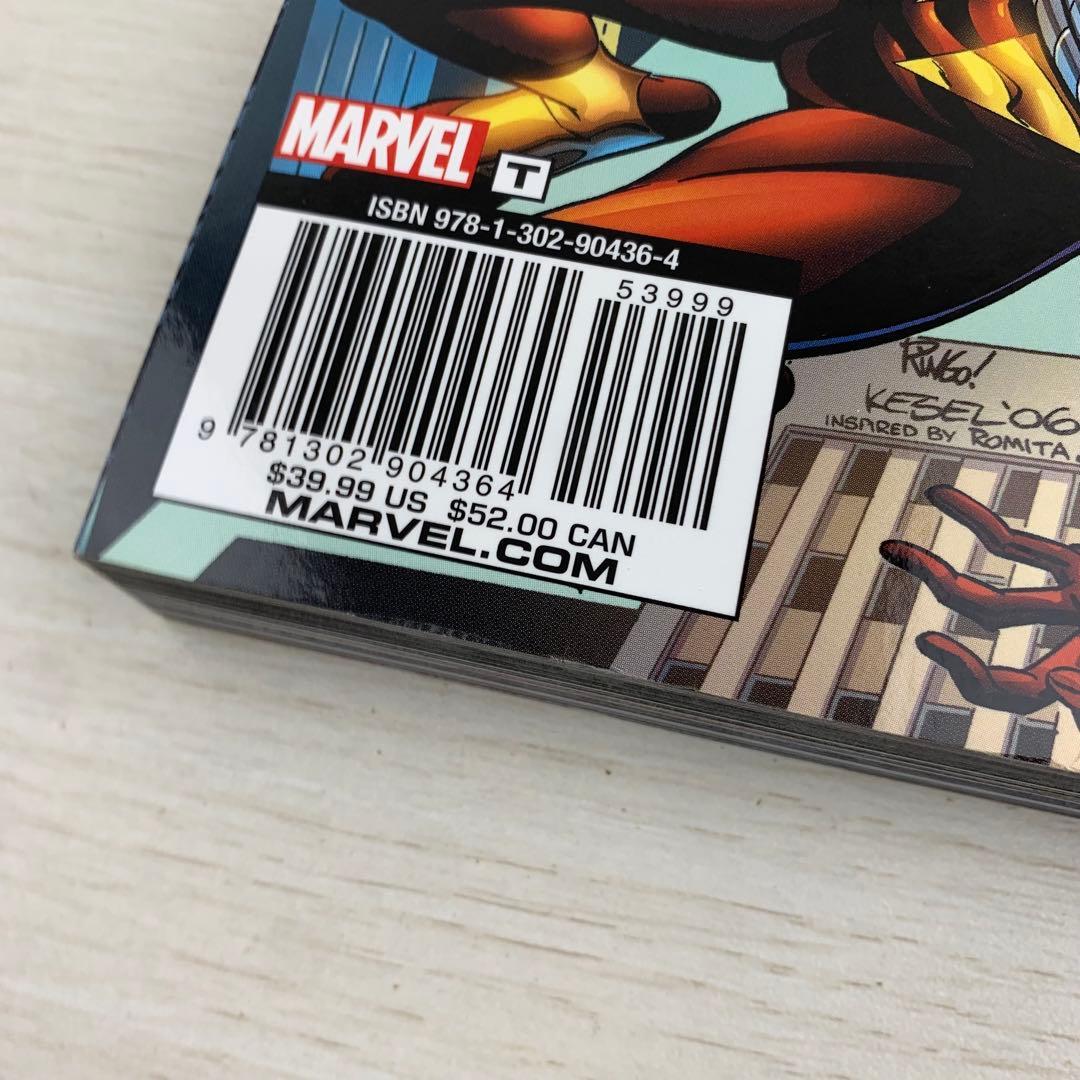 MARVEL
T
ISBN 978-1-302-90436-4
53999
9 781302 904364
$39.99 US $52.00 CAN
MARVEL.COM
RINGO!
KESEL '06
INSPIRED BY ROMITA